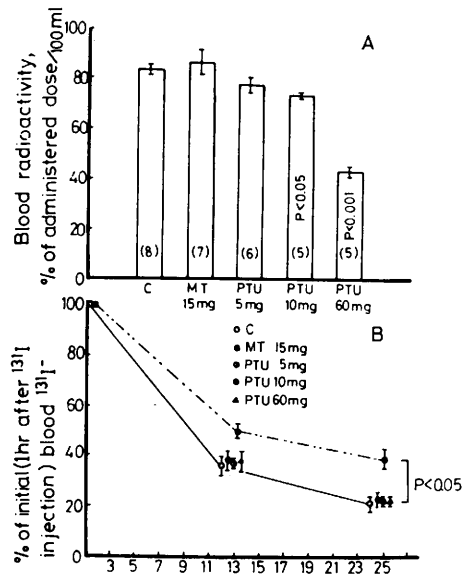 A
Blood radioactivity,
% of administered dose/100ml
100
80
60
40
20
0
(8)
(7)
(6)
(5)
P<0.05
(5)
P<0.001
C
MT
15mg
PTU
5mg
PTU
10mg
PTU
60mg
B
% of initial (1hr after 131I
injection) blood 131I-
100
80
60
40
20
0
C
MT 15mg
PTU 5mg
PTU 10mg
PTU 60mg
P<0.05
3 5 7 9 11 13 15 17 19 21 23 25